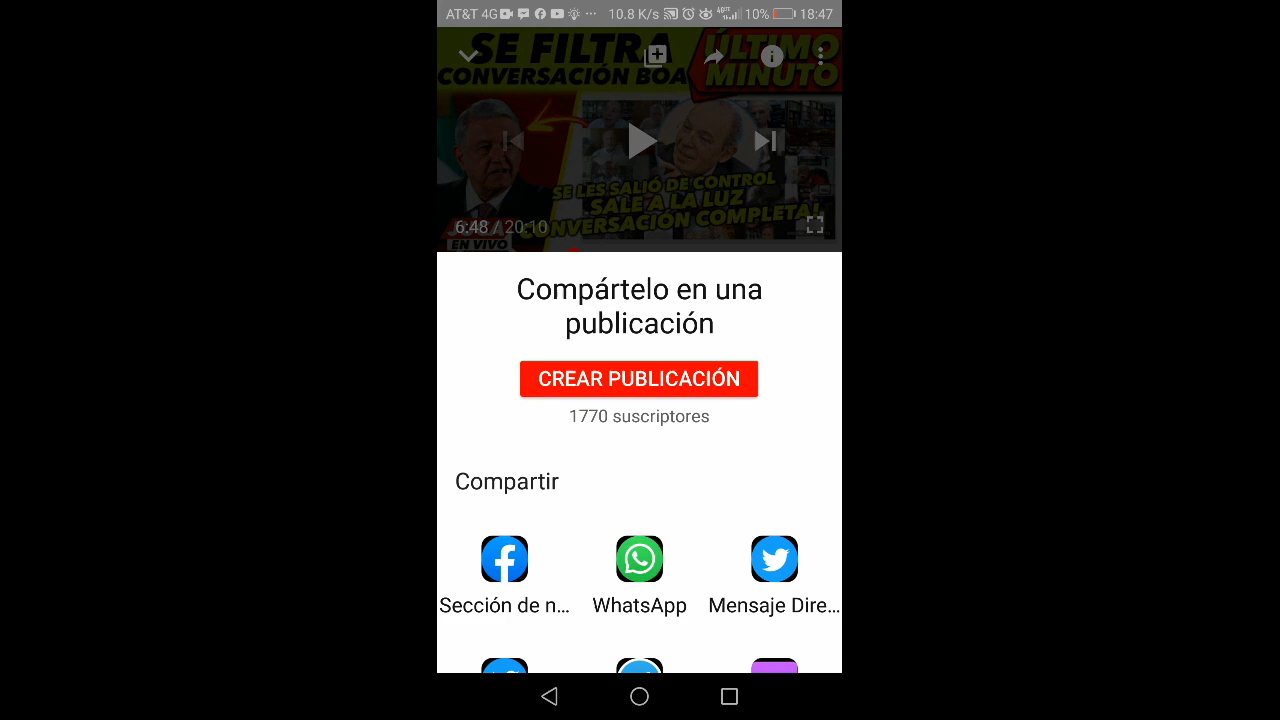 AT&T 4G
10.8 K/s
10%
18:47
SE FILTRA
CONVERSACIÓN BOA
ÚLTIMO
MINUTO
SE LES SALIÓ DE CONTROL
SALE A LA LUZ
CONVERSACIÓN COMPLETA!
6:48 / 20:10
EN VIVO
Compártelo en una
publicación
CREAR PUBLICACIÓN
1770 suscriptores
Compartir
Sección de n...
WhatsApp
Mensaje Dire...